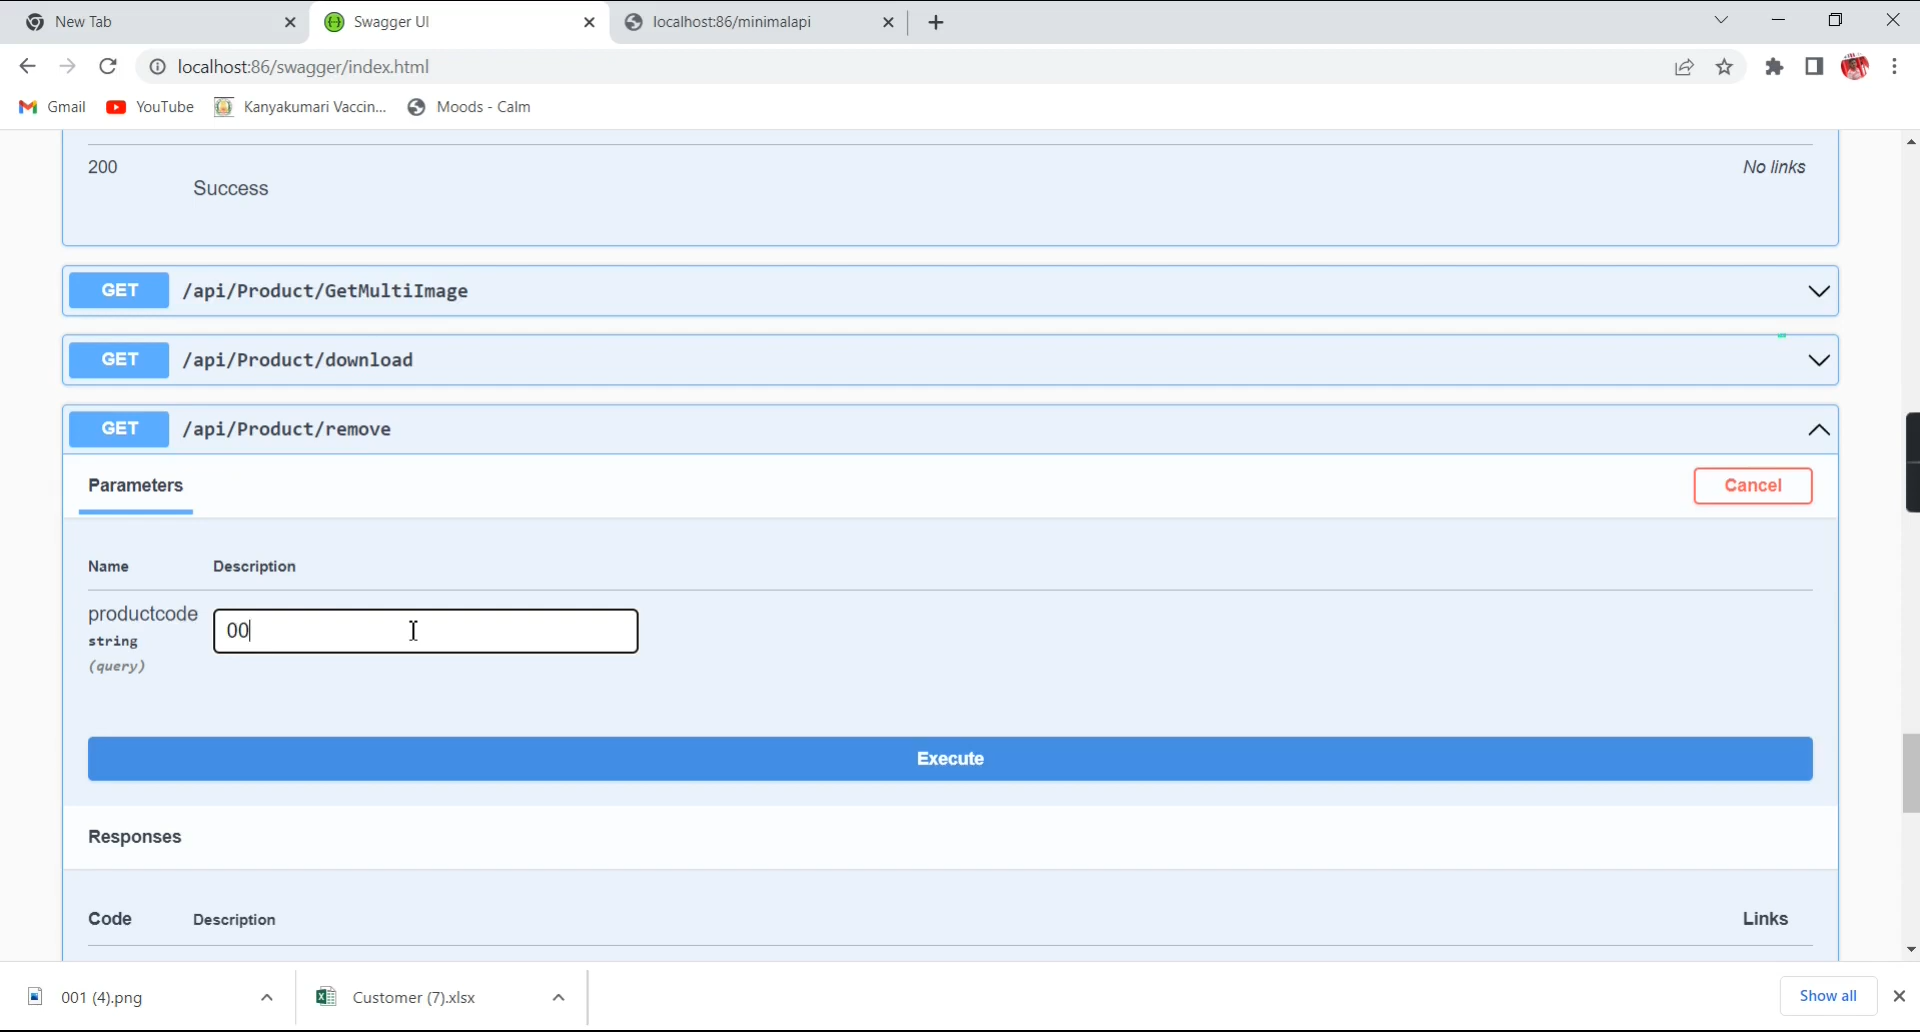 New Tab
Swagger UI
localhost:86/minimalapi
localhost:86/swagger/index.html
Gmail
YouTube
Kanyakumari Vaccin...
Moods - Calm
200
Success
No links
GET /api/Product/GetMultiImage
GET /api/Product/download
GET /api/Product/remove
Parameters
Cancel
Name Description
productcode
string
(query)
00
Execute
Responses
Code Description Links
001 (4).png
Customer (7).xlsx
Show all